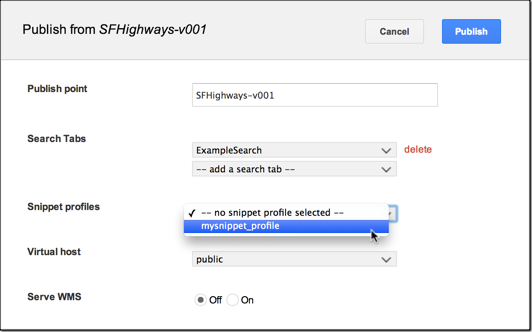 Publish from SFHighways-v001
Cancel
Publish
Publish point
SFHighways-v001
Search Tabs
ExampleSearch
delete
-- add a search tab --
Snippet profiles
✓ -- no snippet profile selected --
mysnippet_profile
Virtual host
public
Serve WMS
Off On